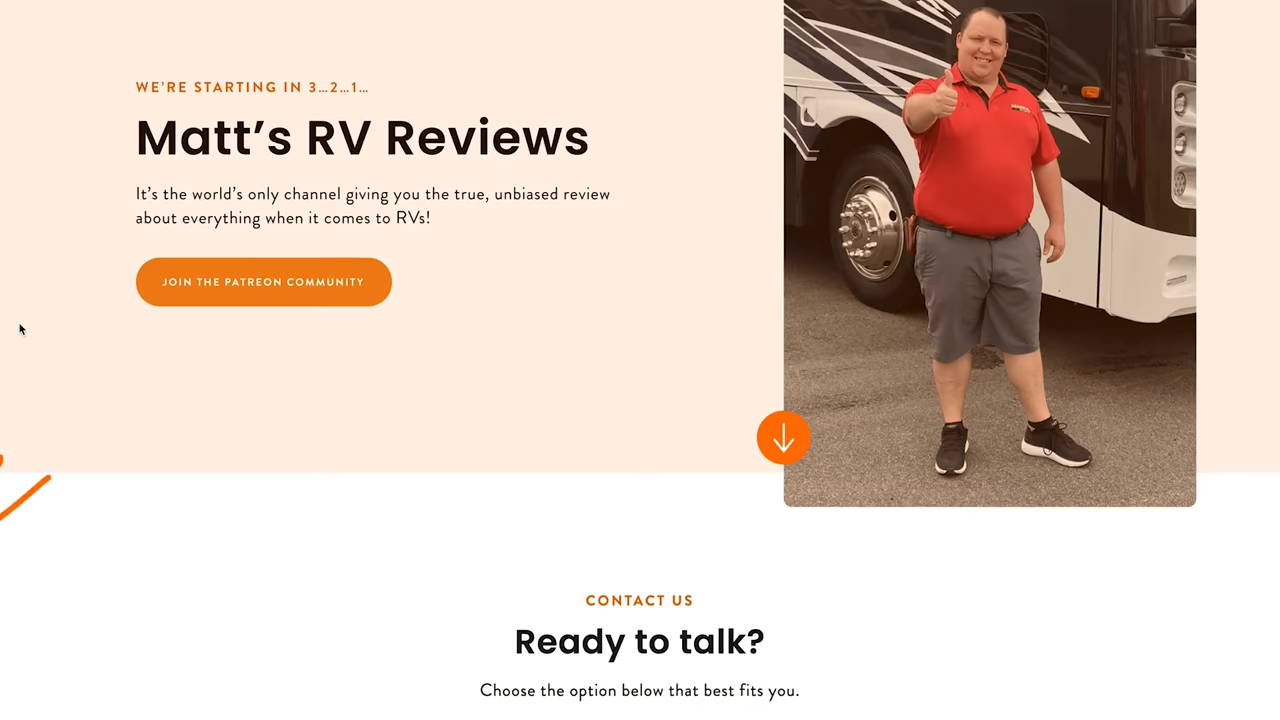 WE'RE STARTING IN 3…2…1…
Matt's RV Reviews
It's the world's only channel giving you the true, unbiased review
about everything when it comes to RVs!
JOIN THE PATREON COMMUNITY
CONTACT US
Ready to talk?
Choose the option below that best fits you.